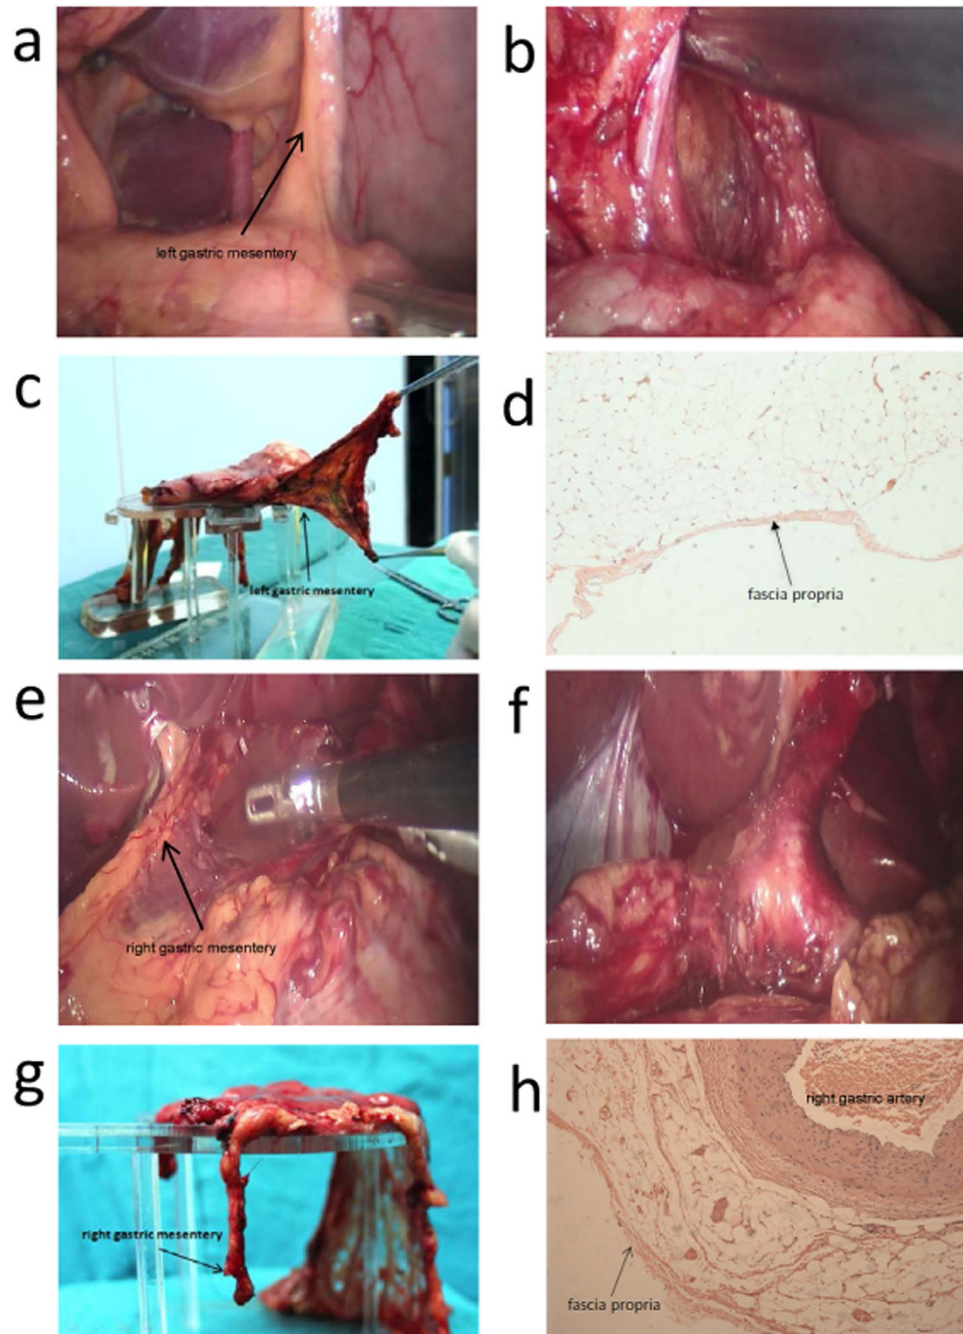 a
left gastric mesentery
b
c
left gastric mesentery
d
fascia propria
e
right gastric mesentery
f
g
right gastric mesentery
h
right gastric artery
fascia propria